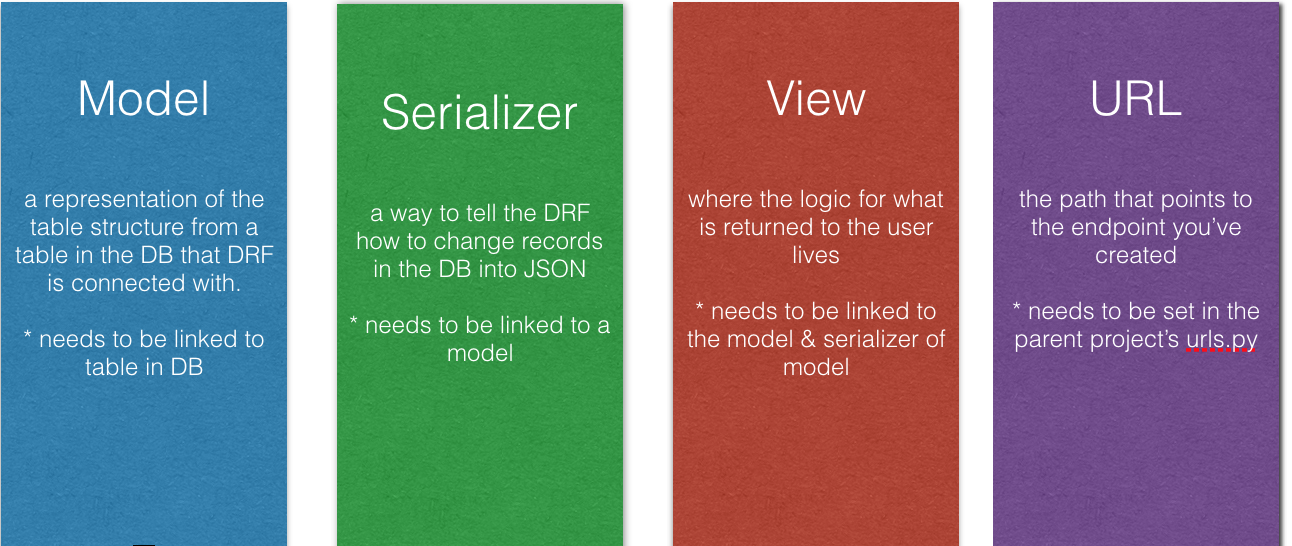 Model
a representation of the
table structure from a
table in the DB that DRF
is connected with.
* needs to be linked to
table in DB
Serializer
a way to tell the DRF
how to change records
in the DB into JSON
* needs to be linked to a
model
View
where the logic for what
is returned to the user
lives
* needs to be linked to
the model & serializer of
model
URL
the path that points to
the endpoint you’ve
created
* needs to be set in the
parent project’s urls.py